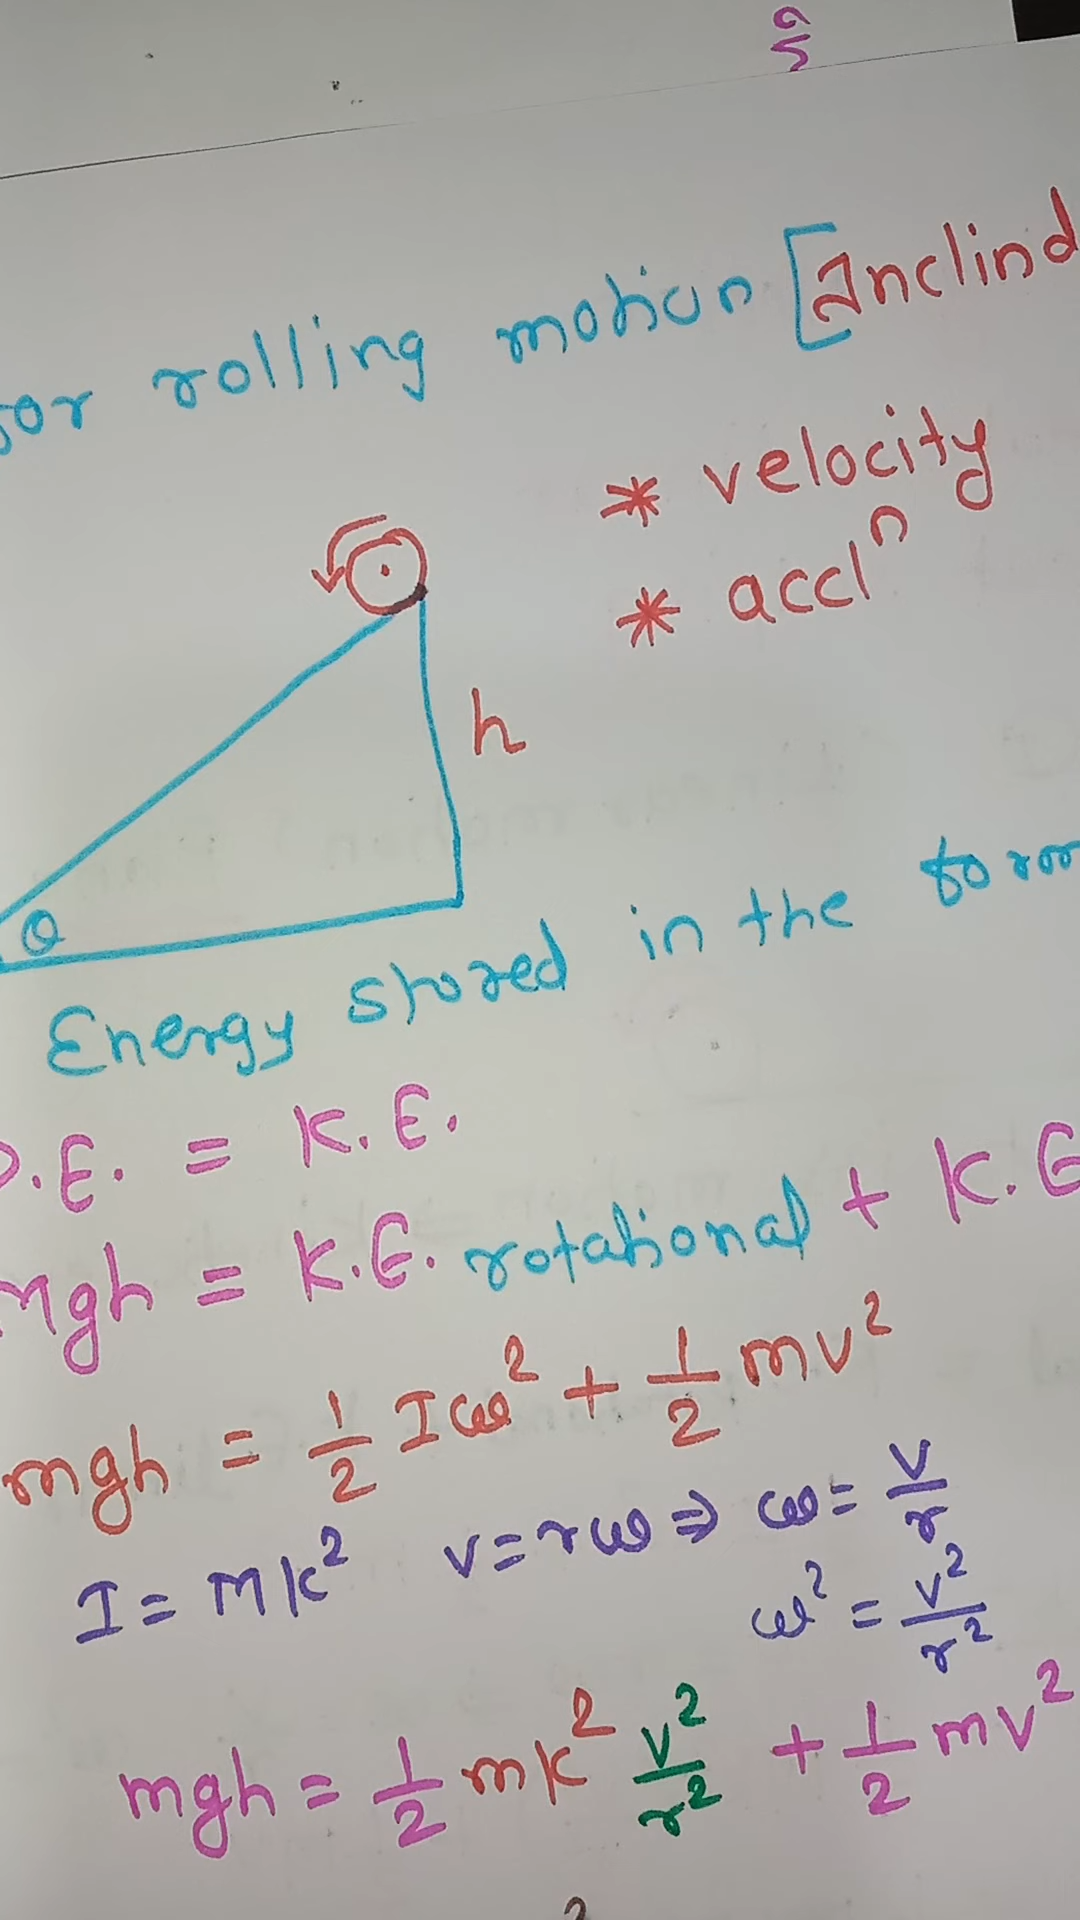 for rolling motion [Inclind
* velocity
* accl^n
h
θ
Energy stored in the form
P.E. = K.E.
mgh = K.E. rotational + K.E
mgh = 1/2 Iω² + 1/2 mv²
I = MK² v = rω ⇒ ω = v/r
ω² = v²/r²
mgh = 1/2 mk² v²/r² + 1/2 mv²